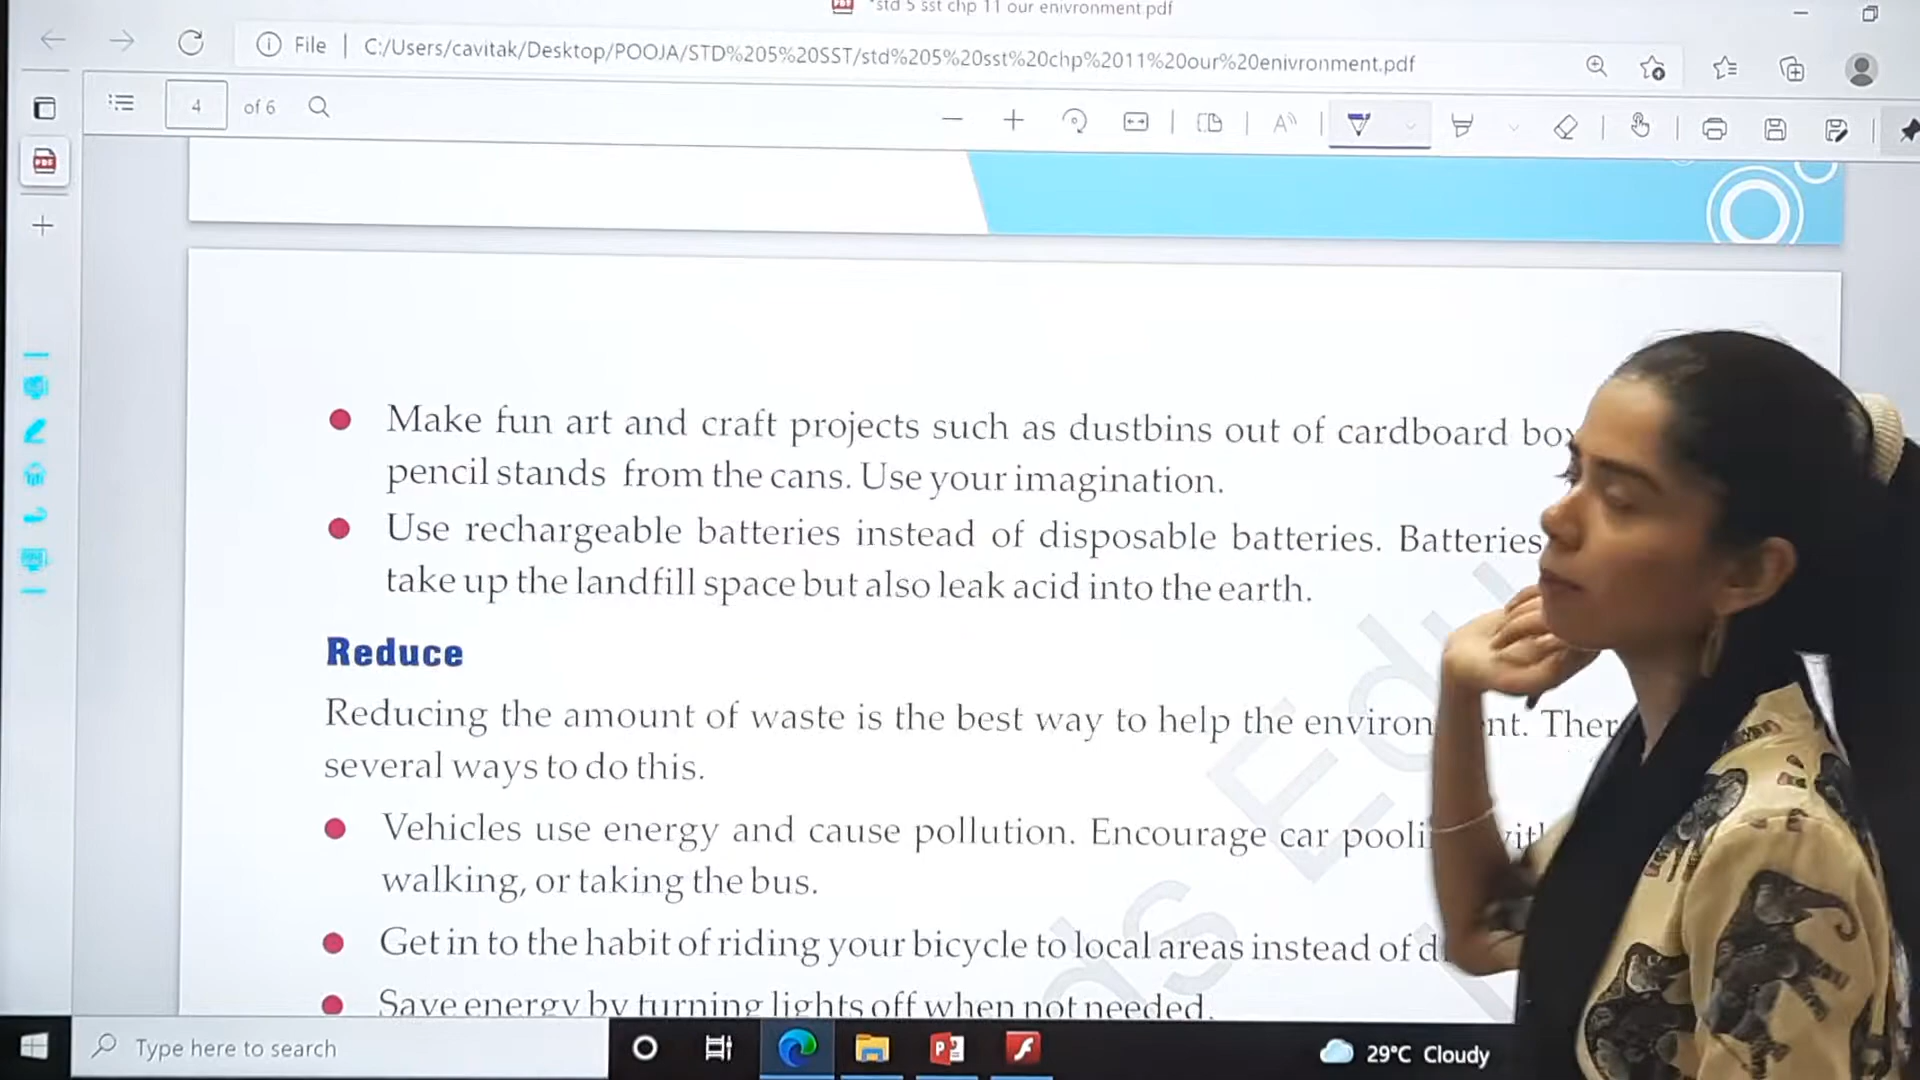 *std 5 sst chp 11 our enivronment.pdf
File | C:/Users/cavitak/Desktop/POOJA/STD%205%20SST/std%205%20sst%20chp%2011%20our%20enivronment.pdf
4 of 6
Make fun art and craft projects such as dustbins out of cardboard
pencil stands from the cans. Use your imagination.
Use rechargeable batteries instead of disposable batteries. Batteries
take up the landfill space but also leak acid into the earth.
Reduce
Reducing the amount of waste is the best way to help the
several ways to do this.
Vehicles use energy and cause pollution. Encourage car
walking, or taking the bus.
Get in to the habit of riding your bicycle to local areas instead of
Save energy by turning lights off when not needed.
Type here to search
29°C Cloudy